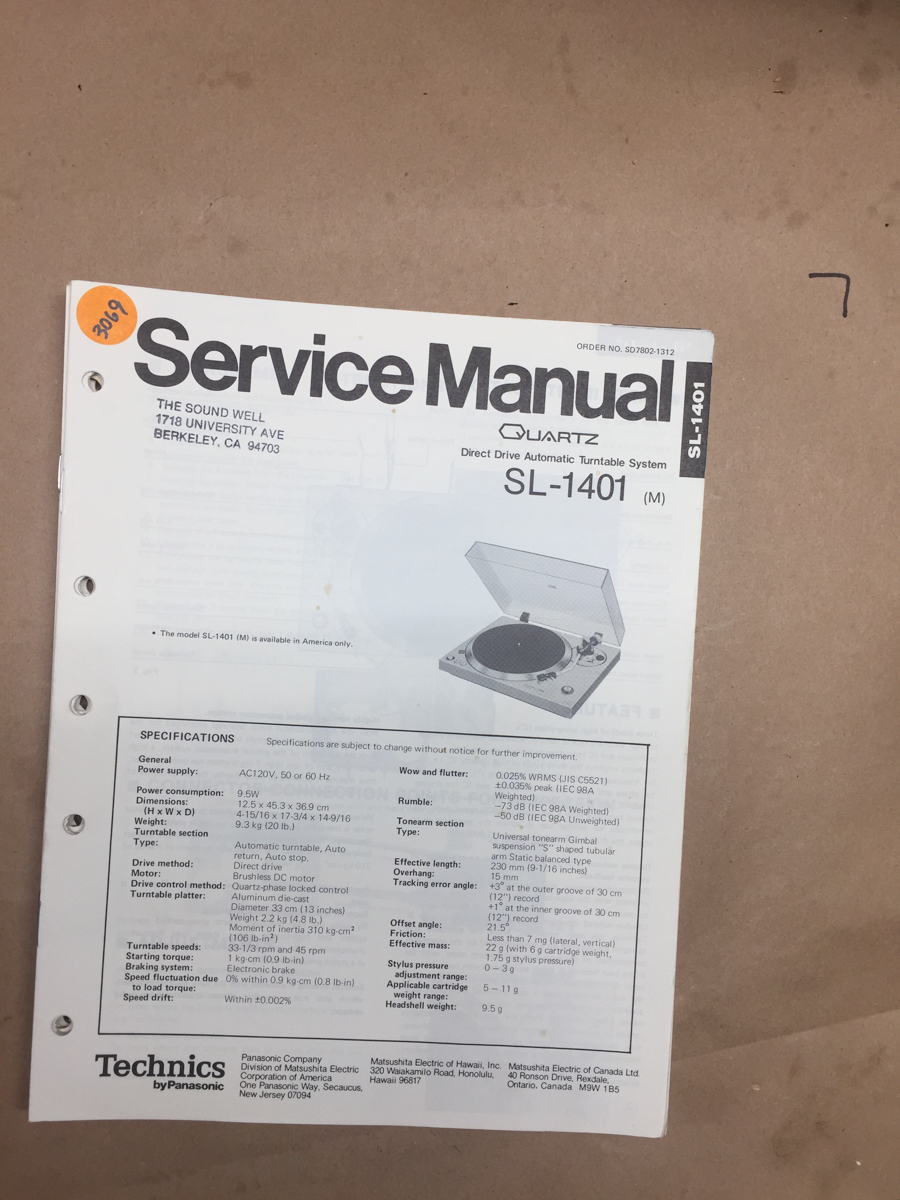 3069
Service Manual
ORDER NO. SD7802-1312
SL-1401
THE SOUND WELL
1718 UNIVERSITY AVE
BERKELEY, CA 94703
QUARTZ
Direct Drive Automatic Turntable System
SL-1401 (M)
• The model SL-1401 (M) is available in America only.
SPECIFICATIONS
Specifications are subject to change without notice for further improvement.
General
Power supply: AC120V, 50 or 60 Hz
Power consumption: 9.5W
Dimensions: 12.5 x 45.3 x 36.9 cm
(H x W x D) 4-15/16 x 17-3/4 x 14-9/16
Weight: 9.3 kg (20 lb.)
Turntable section
Type: Automatic turntable, Auto
return, Auto stop,
Drive method: Direct drive
Motor: Brushless DC motor
Drive control method: Quartz-phase locked control
Turntable platter: Aluminum die-cast
Diameter 33 cm (13 inches)
Weight 2.2 kg (4.8 lb.)
Moment of inertia 310 kg·cm²
(106 lb·in²)
Turntable speeds: 33-1/3 rpm and 45 rpm
Starting torque: 1 kg·cm (0.9 lb·in)
Braking system: Electronic brake
Speed fluctuation due 0% within 0.9 kg·cm (0.8 lb·in)
to load torque:
Speed drift: Within ±0.002%
Wow and flutter: 0.025% WRMS (JIS C5521)
±0.035% peak (IEC 98A
Weighted)
Rumble: −73 dB (IEC 98A Weighted)
−50 dB (IEC 98A Unweighted)
Tonearm section
Type: Universal tonearm Gimbal
suspension "S" shaped tubular
arm Static balanced type
Effective length: 230 mm (9-1/16 inches)
Overhang: 15 mm
Tracking error angle: +3° at the outer groove of 30 cm
(12") record
+1° at the inner groove of 30 cm
(12") record
Offset angle: 21.5°
Friction: Less than 7 mg (lateral, vertical)
Effective mass: 22 g (with 6 g cartridge weight,
1.75 g stylus pressure)
Stylus pressure 0 – 3 g
adjustment range:
Applicable cartridge 5 – 11 g
weight range:
Headshell weight: 9.5 g
Technics
by Panasonic
Panasonic Company
Division of Matsushita Electric
Corporation of America
One Panasonic Way, Secaucus,
New Jersey 07094
Matsushita Electric of Hawaii, Inc.
320 Waiakamilo Road, Honolulu,
Hawaii 96817
Matsushita Electric of Canada Ltd.
40 Ronson Drive, Rexdale,
Ontario, Canada M9W 1B5